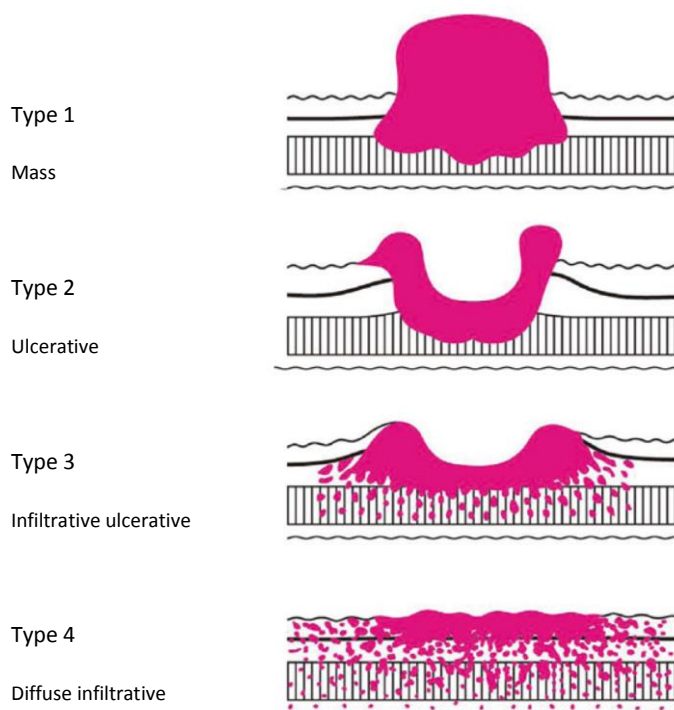 Type 1
Mass
Type 2
Ulcerative
Type 3
Infiltrative ulcerative
Type 4
Diffuse infiltrative